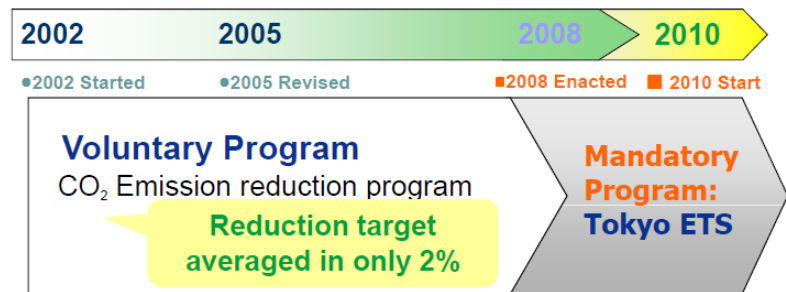 2002 2005 2008 2010
●2002 Started ●2005 Revised ■2008 Enacted ■ 2010 Start
Voluntary Program
CO₂ Emission reduction program
Reduction target
averaged in only 2%
Mandatory
Program:
Tokyo ETS